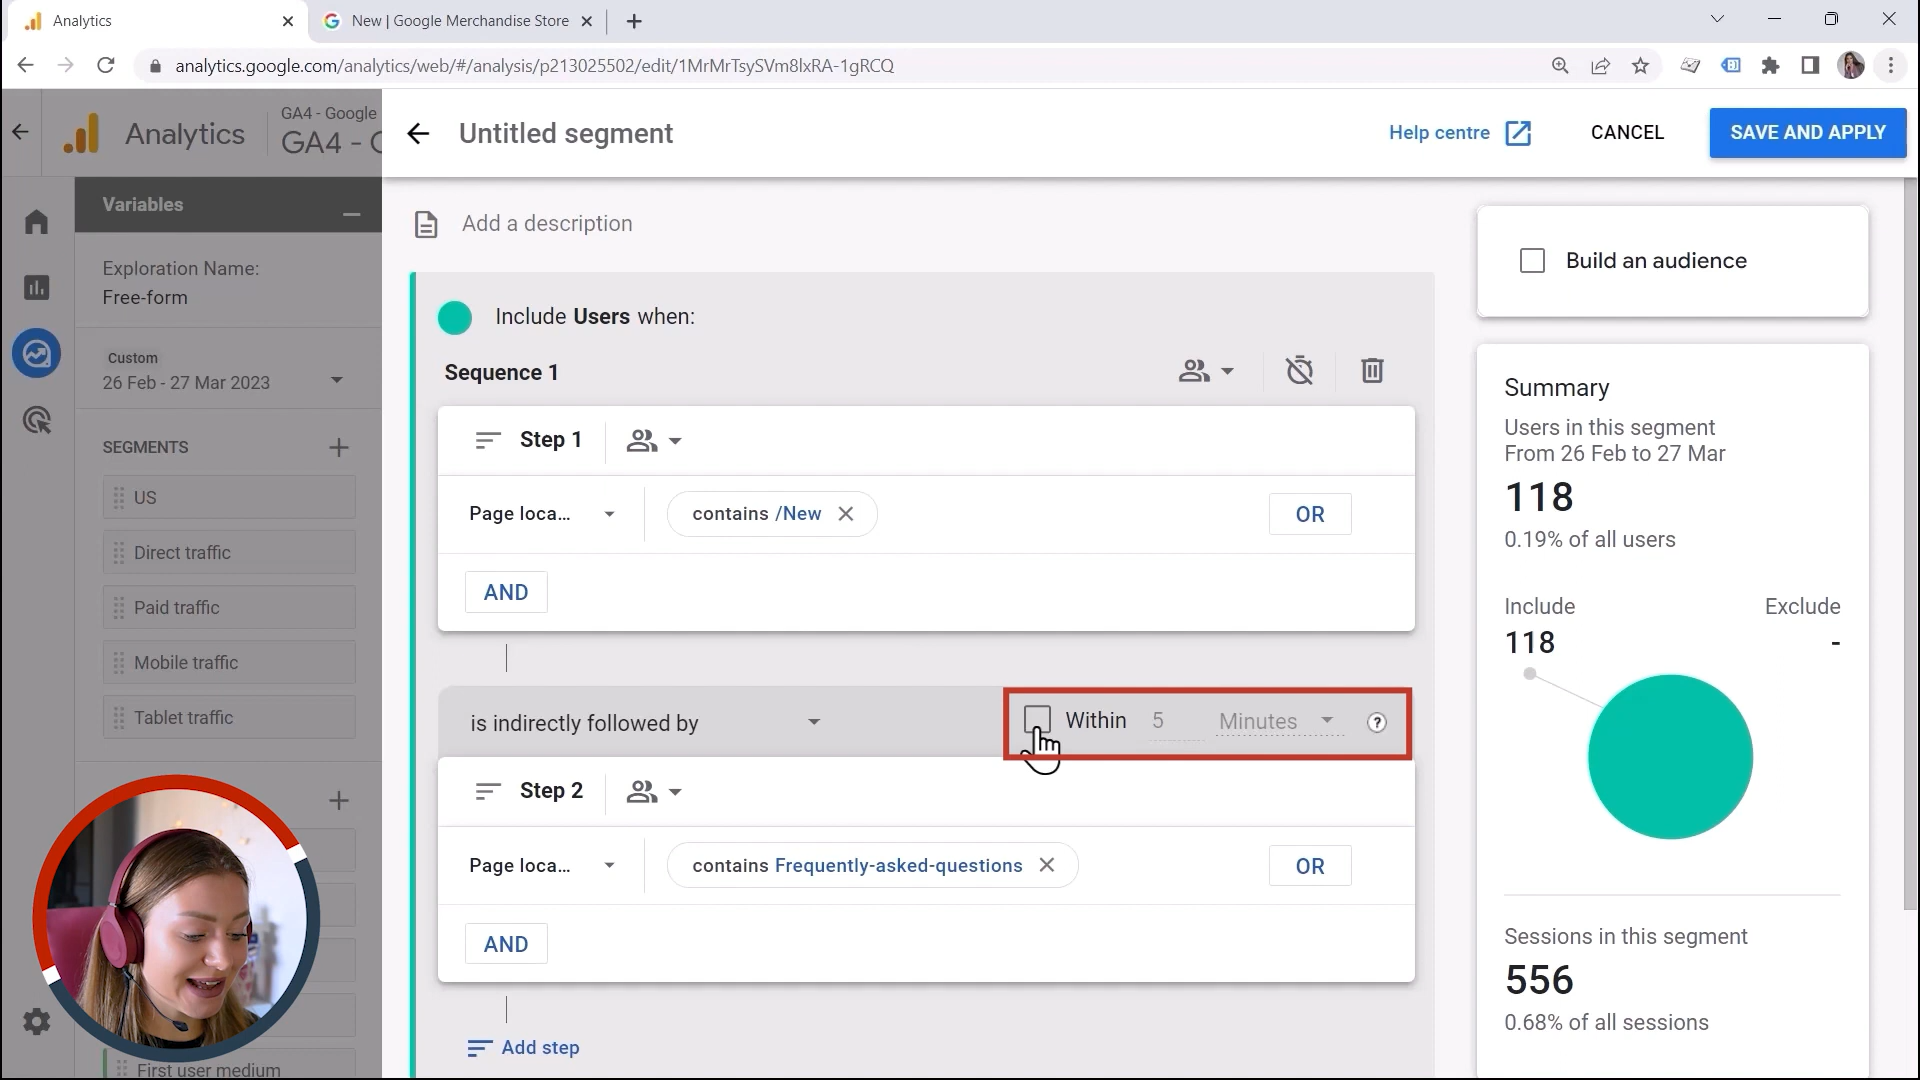 Analytics
New | Google Merchandise Store
analytics.google.com/analytics/web/#/analysis/p213025502/edit/1MrMrTsySVm8lxRA-1gRCQ
Analytics
GA4 - Google
GA4 - G
Untitled segment
Help centre
CANCEL
SAVE AND APPLY
Variables
Exploration Name:
Free-form
Custom
26 Feb - 27 Mar 2023
SEGMENTS
US
Direct traffic
Paid traffic
Mobile traffic
Tablet traffic
First user medium
Add a description
Include Users when:
Sequence 1
Step 1
Page loca...
contains /New
OR
AND
is indirectly followed by
Within 5 Minutes
Step 2
Page loca...
contains Frequently-asked-questions
OR
AND
Add step
Build an audience
Summary
Users in this segment
From 26 Feb to 27 Mar
118
0.19% of all users
Include Exclude
118 -
Sessions in this segment
556
0.68% of all sessions